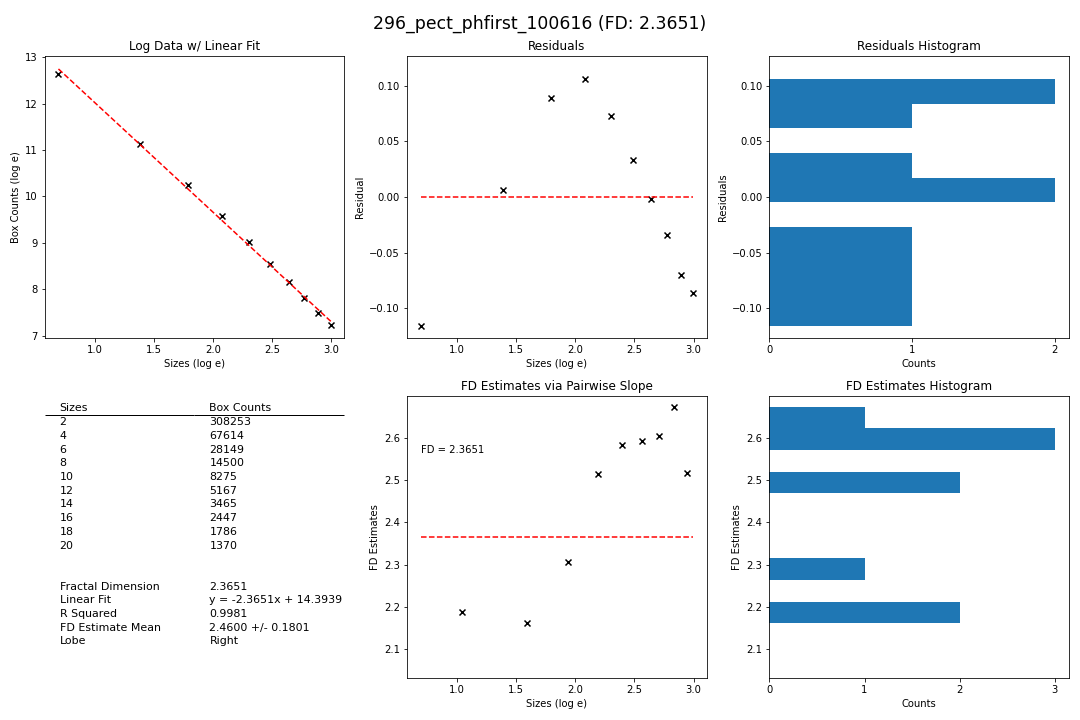 296_pect_phfirst_100616 (FD: 2.3651)
Log Data w/ Linear Fit
13
12
11
10
9
8
7
Box Counts (log e)
1.0 1.5 2.0 2.5 3.0
Sizes (log e)
Residuals
0.10
0.05
0.00
−0.05
−0.10
Residual
1.0 1.5 2.0 2.5 3.0
Sizes (log e)
Residuals Histogram
0.10
0.05
0.00
−0.05
−0.10
Residuals
0 1 2
Counts
Sizes Box Counts
2 308253
4 67614
6 28149
8 14500
10 8275
12 5167
14 3465
16 2447
18 1786
20 1370
Fractal Dimension 2.3651
Linear Fit y = -2.3651x + 14.3939
R Squared 0.9981
FD Estimate Mean 2.4600 +/- 0.1801
Lobe Right
FD Estimates via Pairwise Slope
2.6
2.5
2.4
2.3
2.2
2.1
FD Estimates
FD = 2.3651
1.0 1.5 2.0 2.5 3.0
Sizes (log e)
FD Estimates Histogram
2.6
2.5
2.4
2.3
2.2
2.1
FD Estimates
0 1 2 3
Counts